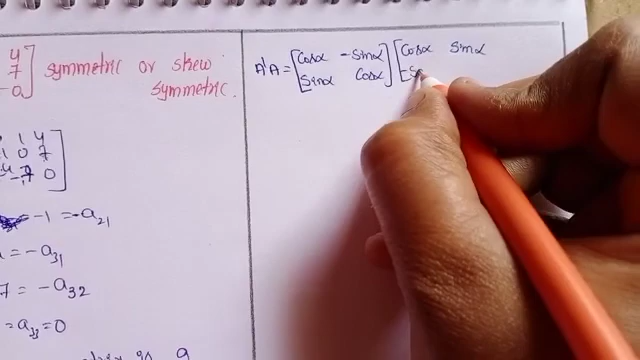 4
7 symmetric or skew
-a symmetric.
1 4
1 0 7
-7 0
-1 = -a21
= -a31
7 = -a32
= a33 = 0
A'A = [Cosα -Sinα] [Cosα Sinα
[Sinα Cosα]